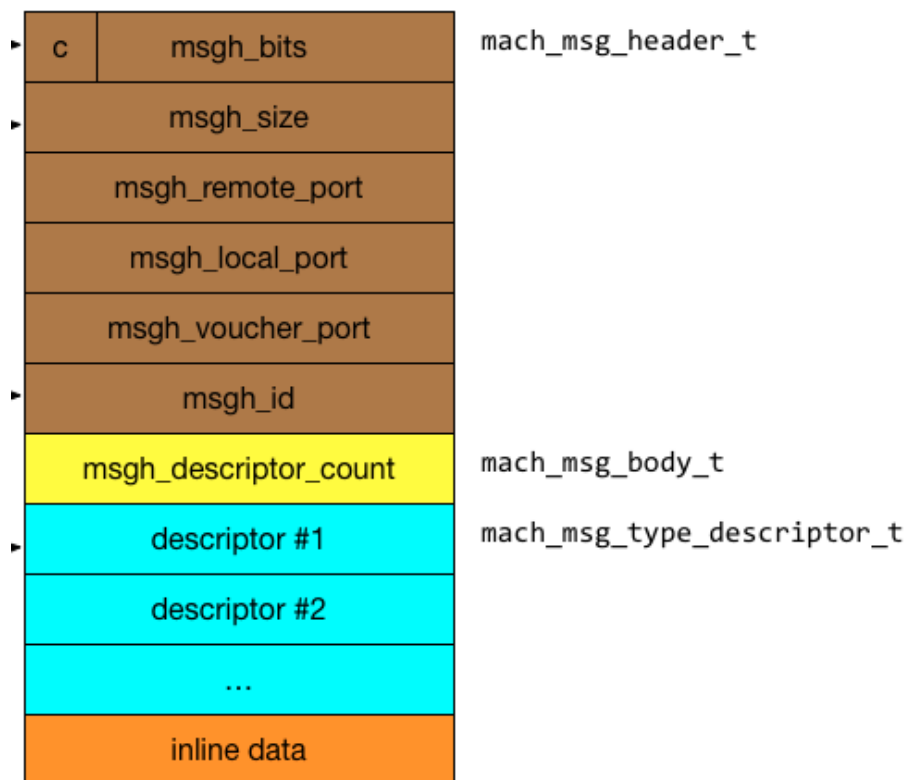 c msgh_bits mach_msg_header_t
msgh_size
msgh_remote_port
msgh_local_port
msgh_voucher_port
msgh_id
msgh_descriptor_count mach_msg_body_t
descriptor #1 mach_msg_type_descriptor_t
descriptor #2
...
inline data